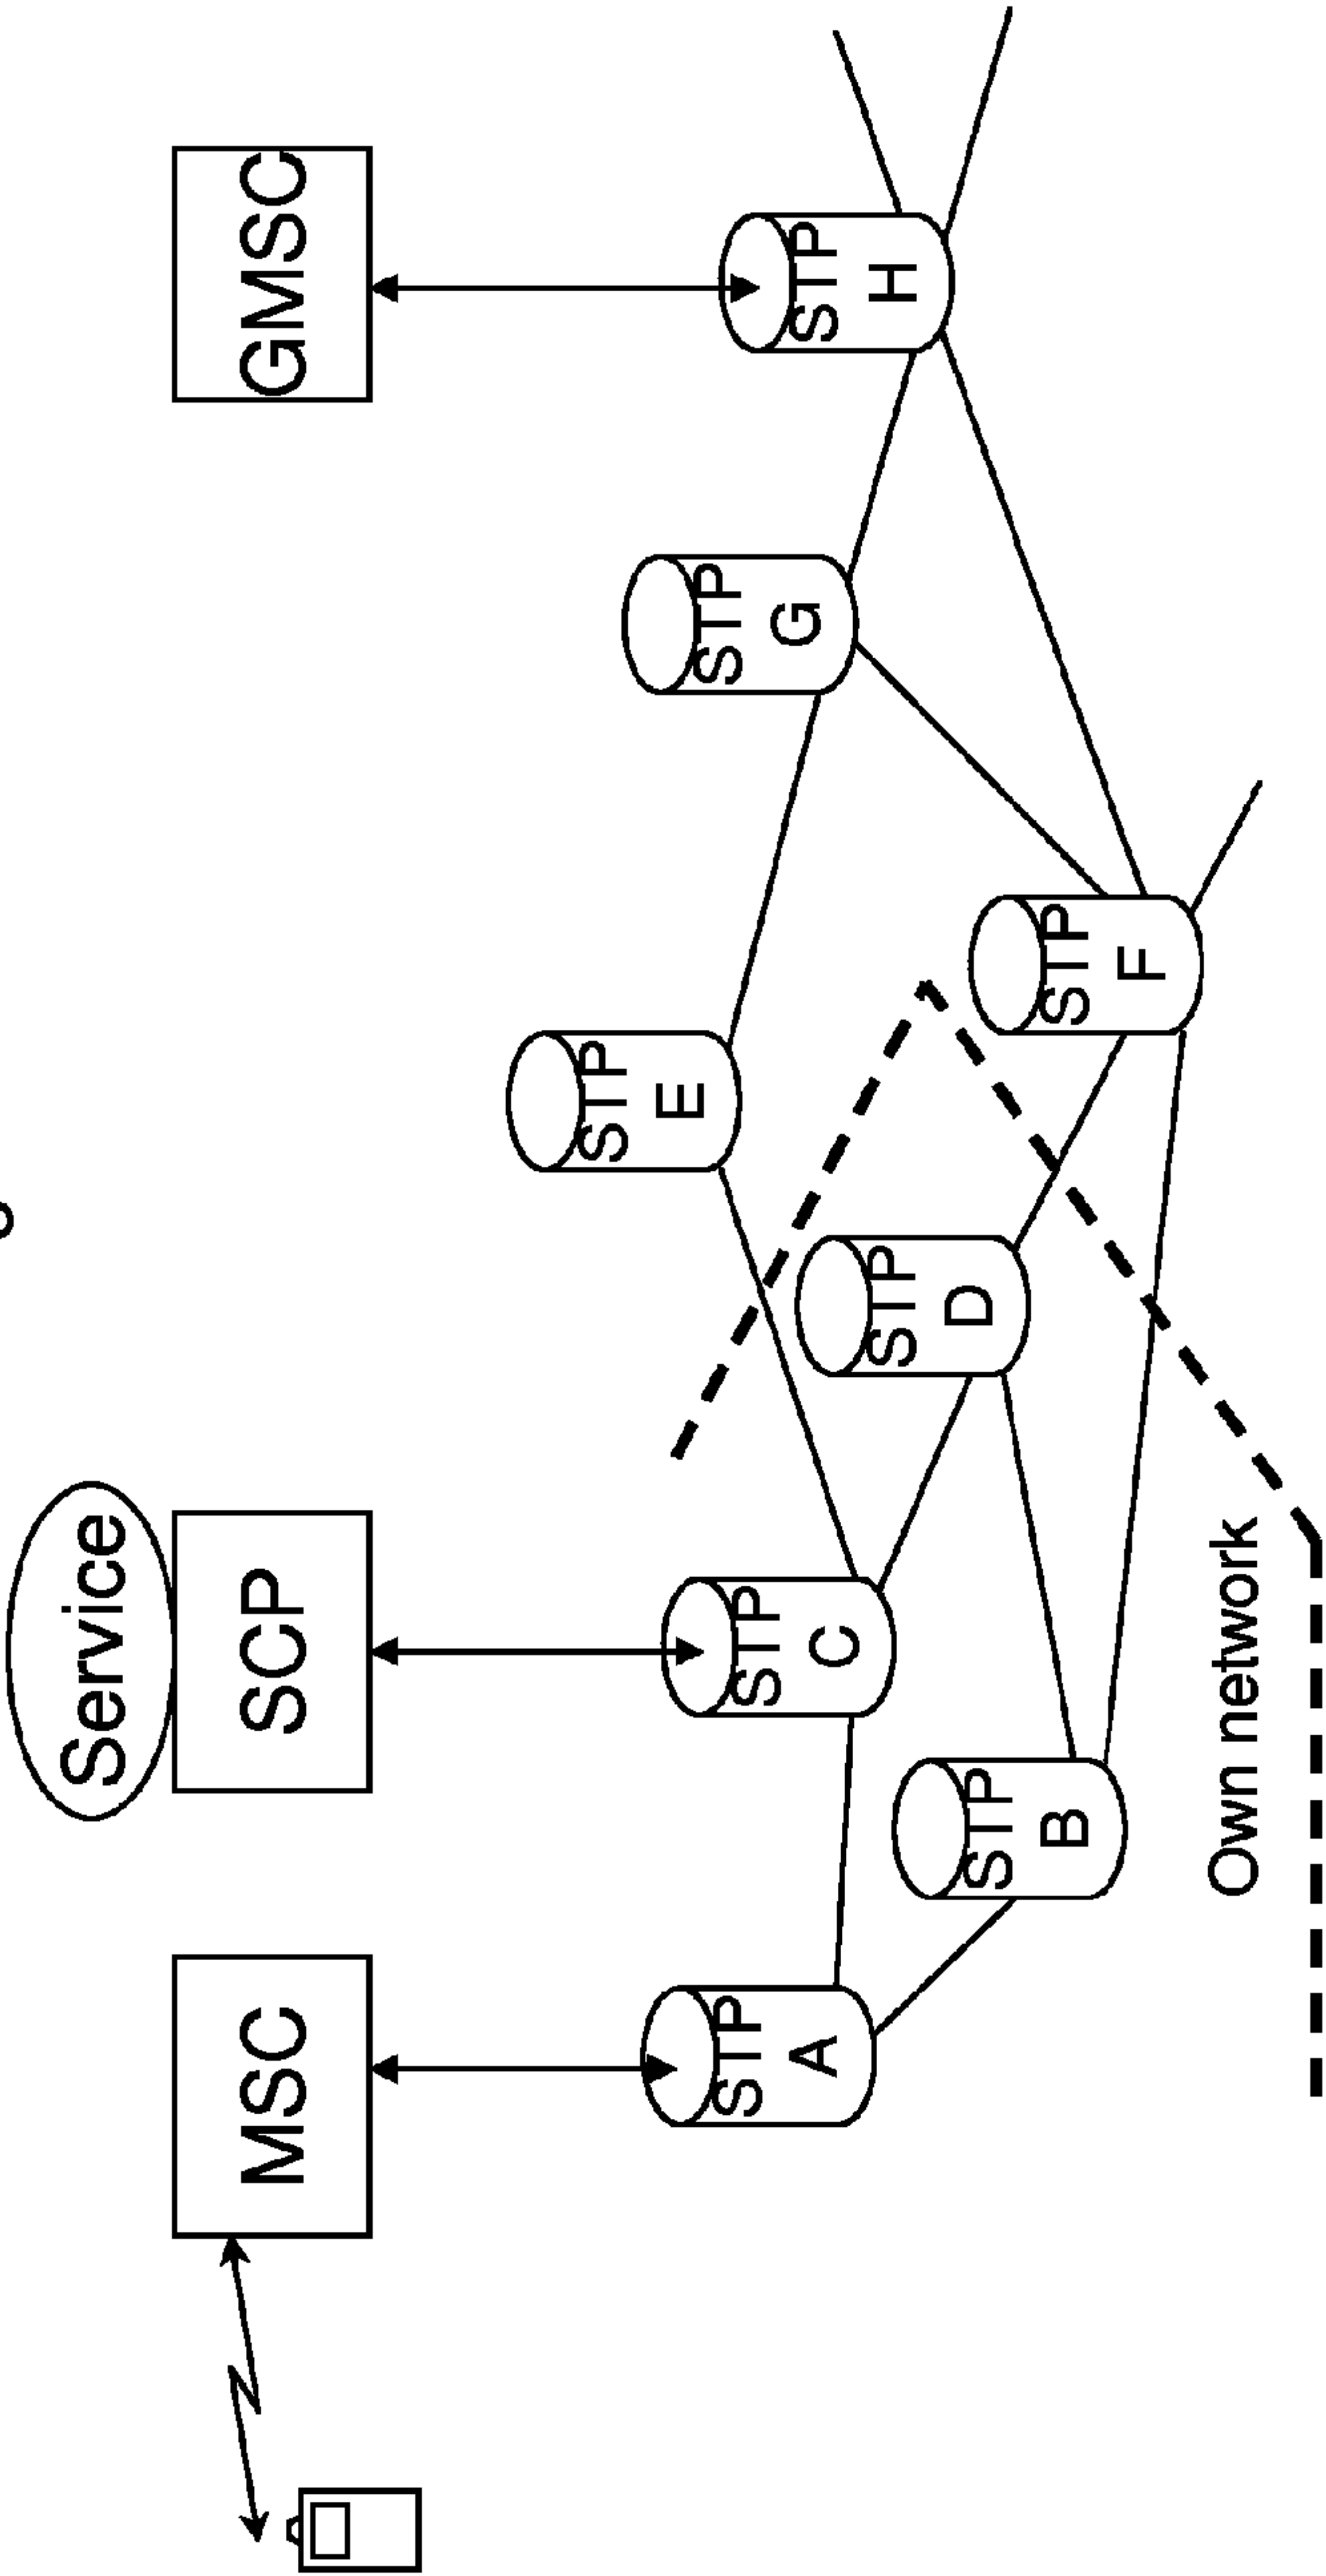 Service
MSC
SCP
GMSC
STP
A
STP
B
STP
C
STP
D
STP
E
STP
F
STP
G
STP
H
Own network